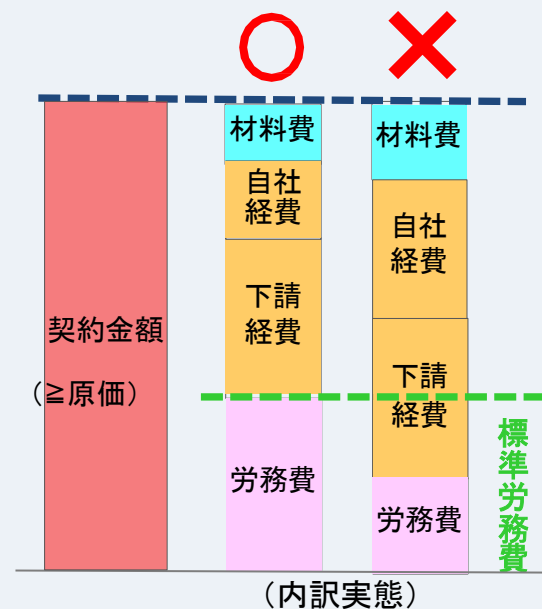 契約金額
(≧原価)
材料費
自社
経費
下請
経費
労務費
材料費
自社
経費
下請
経費
労務費
標準労務費
(内訳実態)